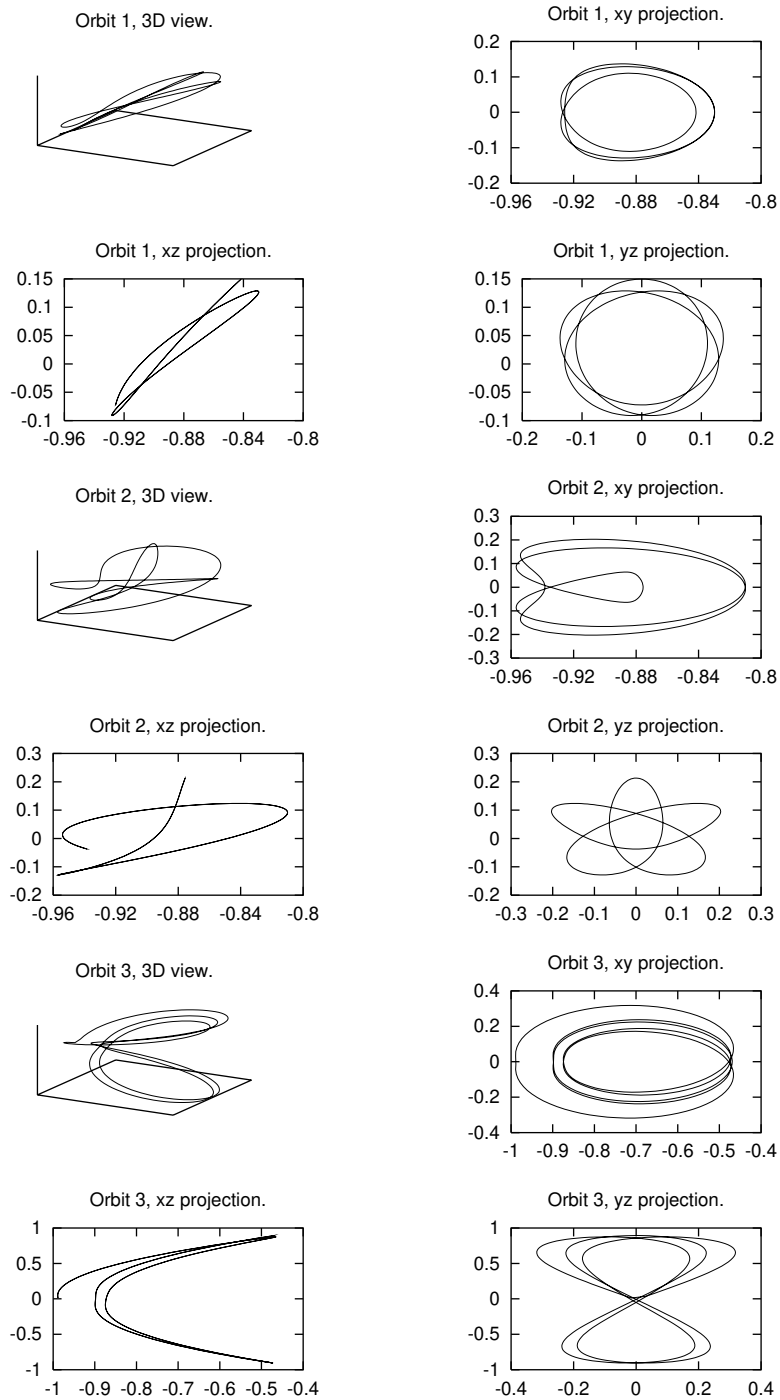 Orbit 1, 3D view.
Orbit 1, xy projection.
0.2
0.1
0
-0.1
-0.2
-0.96 -0.92 -0.88 -0.84 -0.8
Orbit 1, xz projection.
0.15
0.1
0.05
0
-0.05
-0.1
-0.96 -0.92 -0.88 -0.84 -0.8
Orbit 1, yz projection.
0.15
0.1
0.05
0
-0.05
-0.1
-0.2 -0.1 0 0.1 0.2
Orbit 2, 3D view.
Orbit 2, xy projection.
0.3
0.2
0.1
0
-0.1
-0.2
-0.3
-0.96 -0.92 -0.88 -0.84 -0.8
Orbit 2, xz projection.
0.3
0.2
0.1
0
-0.1
-0.2
-0.96 -0.92 -0.88 -0.84 -0.8
Orbit 2, yz projection.
0.3
0.2
0.1
0
-0.1
-0.2
-0.3 -0.2 -0.1 0 0.1 0.2 0.3
Orbit 3, 3D view.
Orbit 3, xy projection.
0.4
0.2
0
-0.2
-0.4
-1 -0.9 -0.8 -0.7 -0.6 -0.5 -0.4
Orbit 3, xz projection.
1
0.5
0
-0.5
-1
-1 -0.9 -0.8 -0.7 -0.6 -0.5 -0.4
Orbit 3, yz projection.
1
0.5
0
-0.5
-1
-0.4 -0.2 0 0.2 0.4